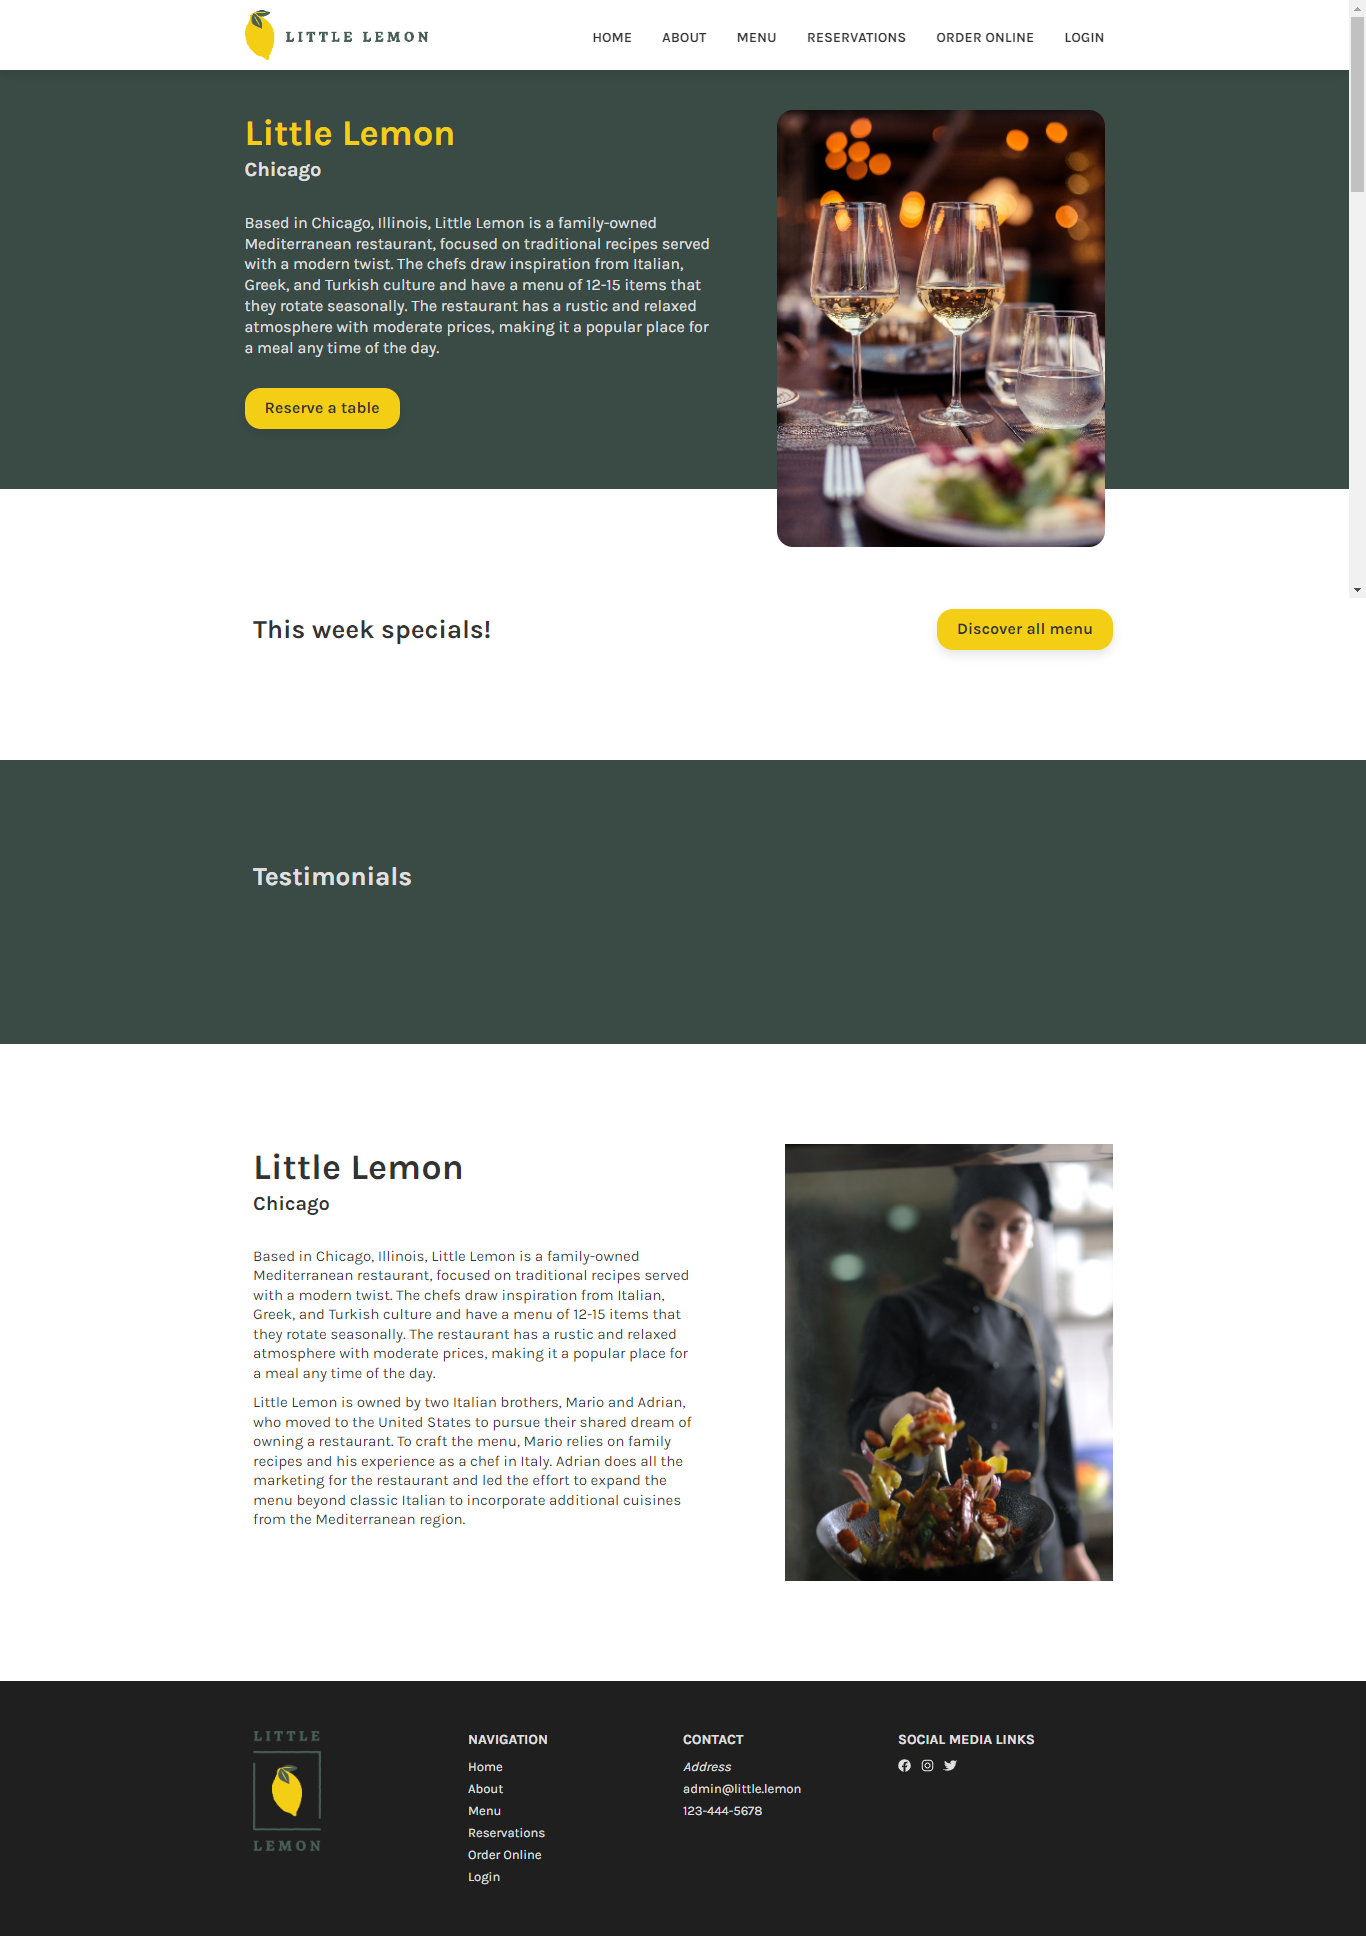 LITTLE LEMON
HOME ABOUT MENU RESERVATIONS ORDER ONLINE LOGIN
Little Lemon
Chicago
Based in Chicago, Illinois, Little Lemon is a family-owned
Mediterranean restaurant, focused on traditional recipes served
with a modern twist. The chefs draw inspiration from Italian,
Greek, and Turkish culture and have a menu of 12-15 items that
they rotate seasonally. The restaurant has a rustic and relaxed
atmosphere with moderate prices, making it a popular place for
a meal any time of the day.
Reserve a table
This week specials!
Discover all menu
Testimonials
Little Lemon
Chicago
Based in Chicago, Illinois, Little Lemon is a family-owned
Mediterranean restaurant, focused on traditional recipes served
with a modern twist. The chefs draw inspiration from Italian,
Greek, and Turkish culture and have a menu of 12-15 items that
they rotate seasonally. The restaurant has a rustic and relaxed
atmosphere with moderate prices, making it a popular place for
a meal any time of the day.
Little Lemon is owned by two Italian brothers, Mario and Adrian,
who moved to the United States to pursue their shared dream of
owning a restaurant. To craft the menu, Mario relies on family
recipes and his experience as a chef in Italy. Adrian does all the
marketing for the restaurant and led the effort to expand the
menu beyond classic Italian to incorporate additional cuisines
from the Mediterranean region.
LITTLE
LEMON
NAVIGATION
Home
About
Menu
Reservations
Order Online
Login
CONTACT
Address
admin@little.lemon
123-444-5678
SOCIAL MEDIA LINKS